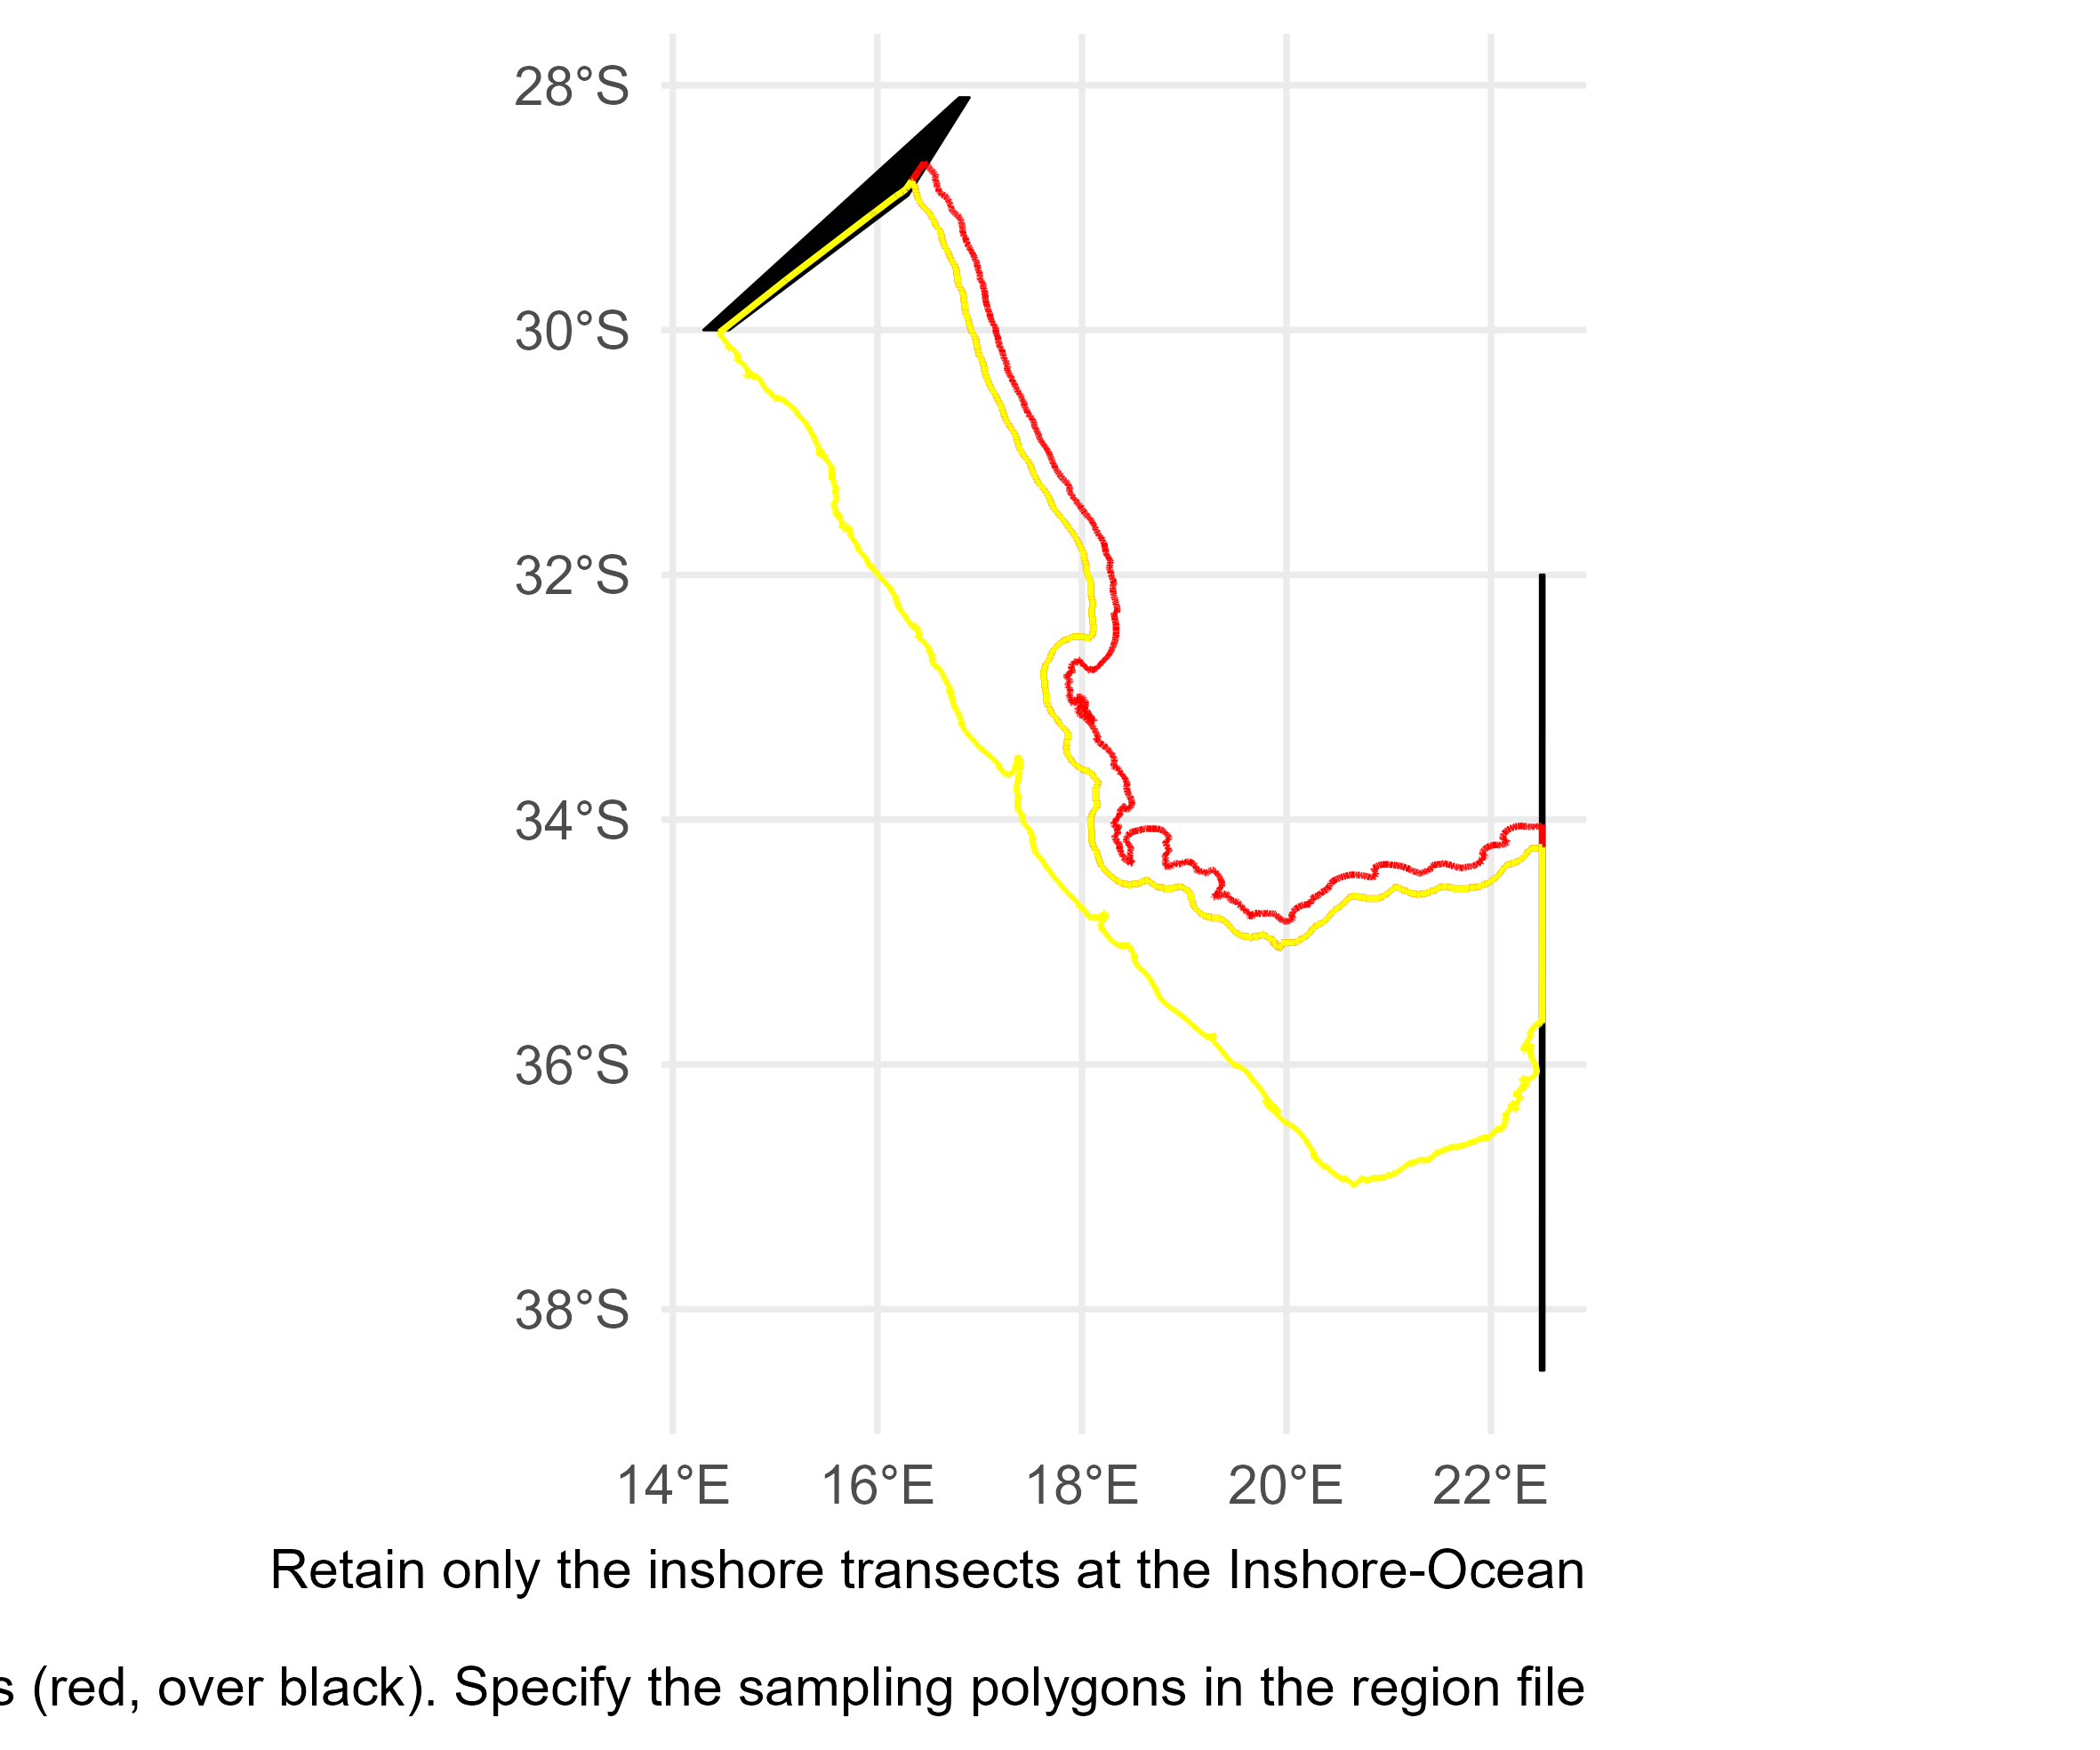 28°S
30°S
32°S
34°S
36°S
38°S
14°E 16°E 18°E 20°E 22°E
Retain only the inshore transects at the Inshore-Ocean
(red, over black). Specify the sampling polygons in the region file